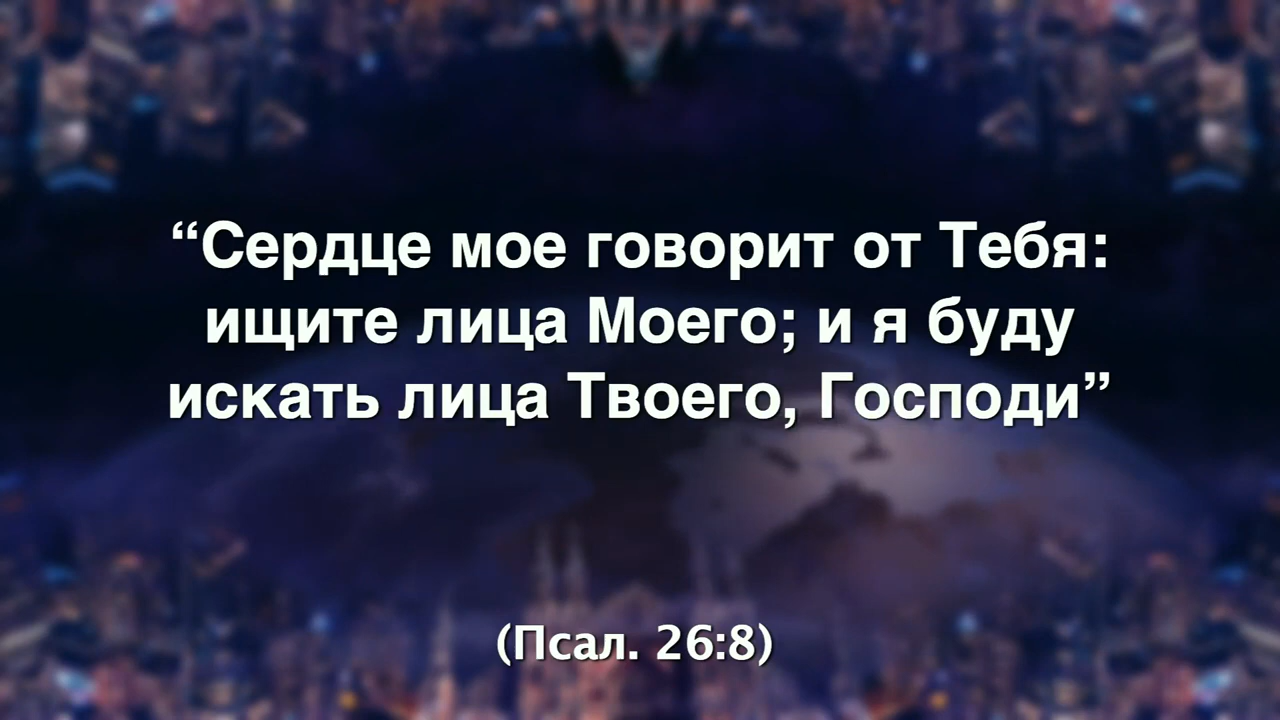 “Сердце мое говорит от Тебя:
ищите лица Моего; и я буду
искать лица Твоего, Господи”
(Псал. 26:8)